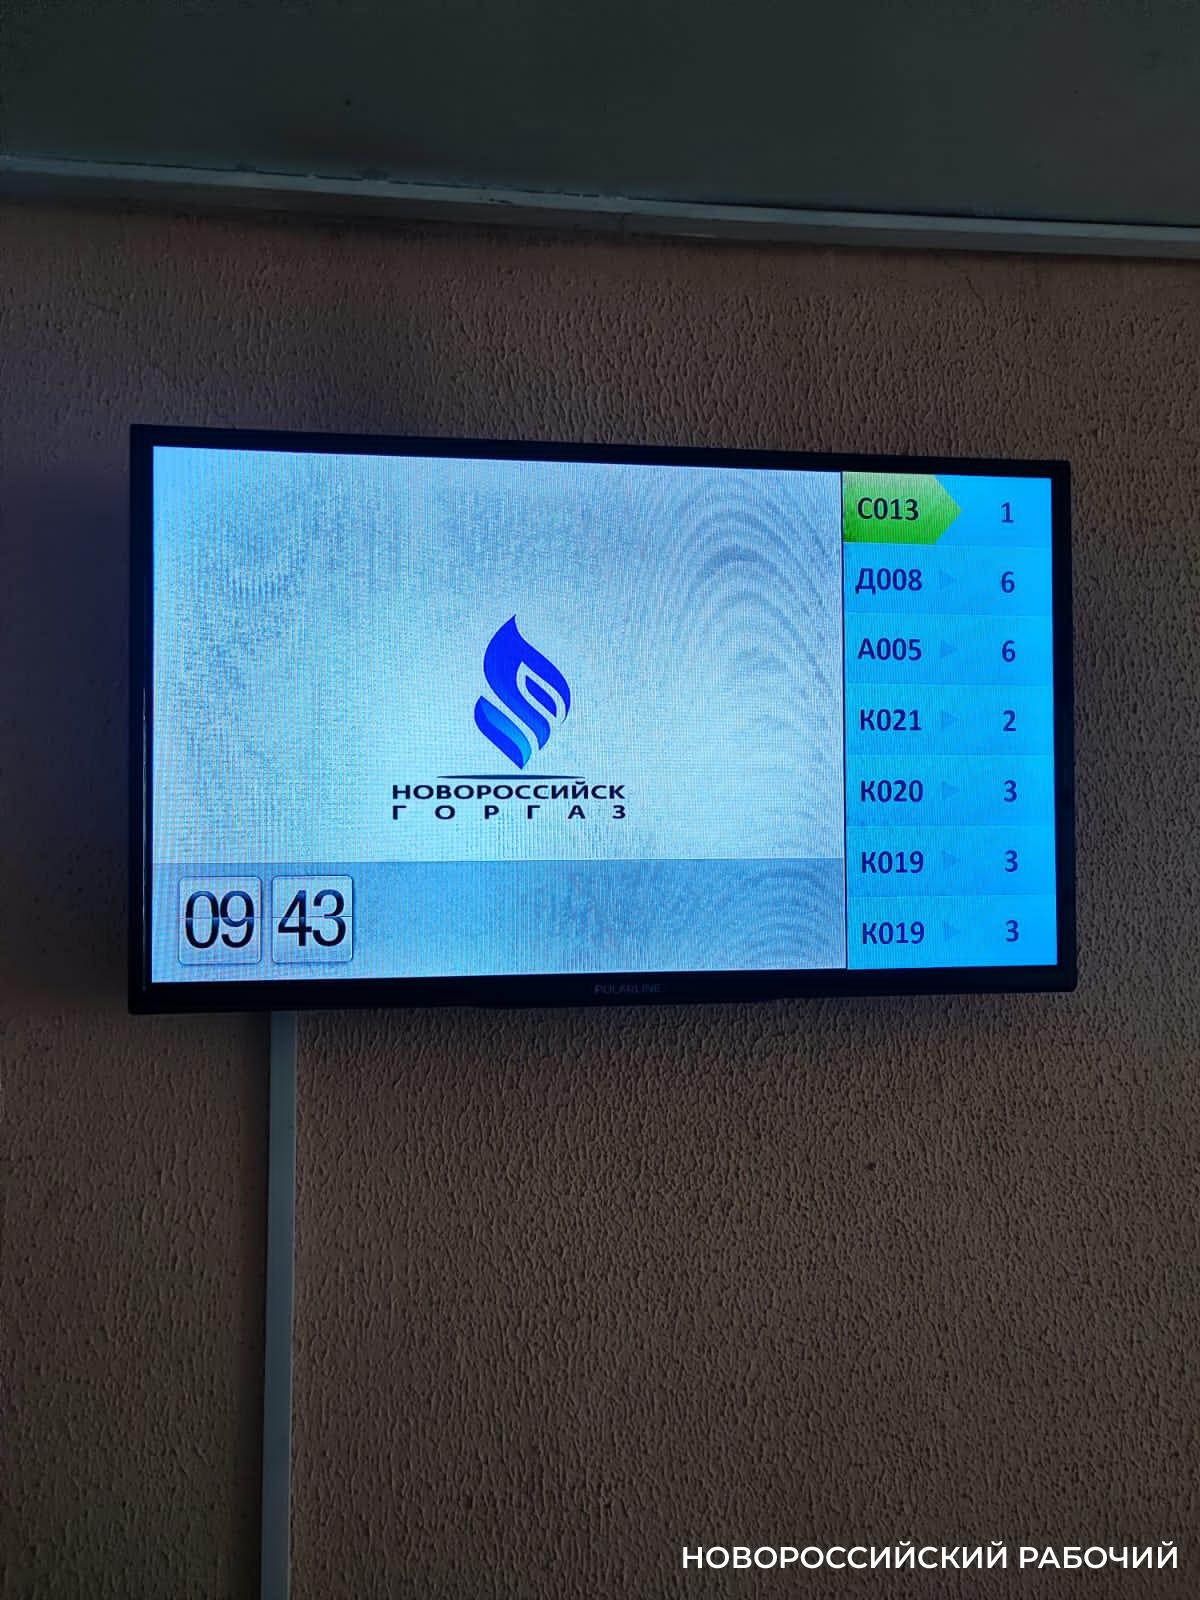 С013 1
Д008 6
А005 6
К021 2
К020 3
К019 3
К019 3
НОВОРОССИЙСК
ГОРГАЗ
09 43
POLARLINE
НОВОРОССИЙСКИЙ РАБОЧИЙ